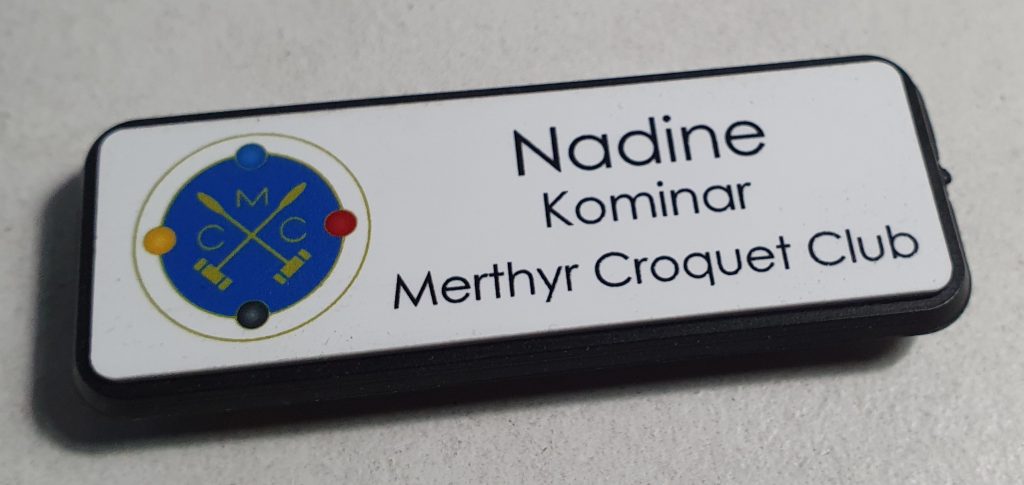 M
C C
Nadine
Kominar
Merthyr Croquet Club